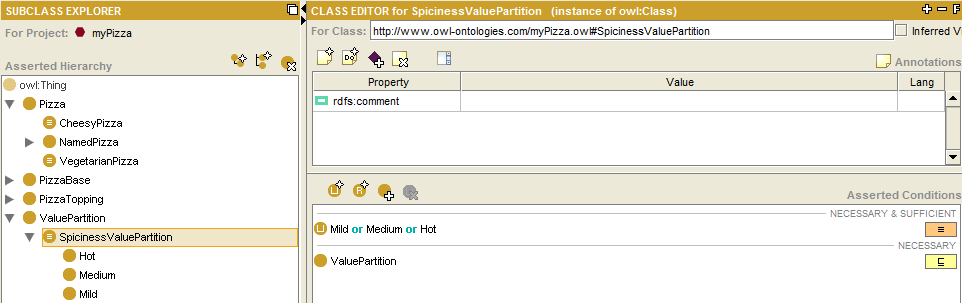 SUBCLASS EXPLORER
For Project: myPizza
Asserted Hierarchy
owl:Thing
Pizza
CheesyPizza
NamedPizza
VegetarianPizza
PizzaBase
PizzaTopping
ValuePartition
SpicinessValuePartition
Hot
Medium
Mild
CLASS EDITOR for SpicinessValuePartition (instance of owl:Class)
For Class: http://www.owl-ontologies.com/myPizza.owl#SpicinessValuePartition Inferred Vi
Annotations
Property Value Lang
rdfs:comment
Asserted Conditions
NECESSARY & SUFFICIENT
Mild or Medium or Hot
NECESSARY
ValuePartition